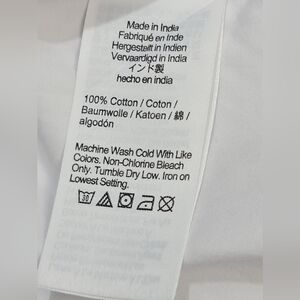 Made in India
Fabriqué en Inde
Hergestellt in Indien
Vervaardigd in India
インド製
hecho en india
100% Cotton / Coton /
Baumwolle / Katoen / 綿 /
algodón
Machine Wash Cold With Like
Colors. Non-Chlorine Bleach
Only. Tumble Dry Low. Iron on
Lowest Setting.